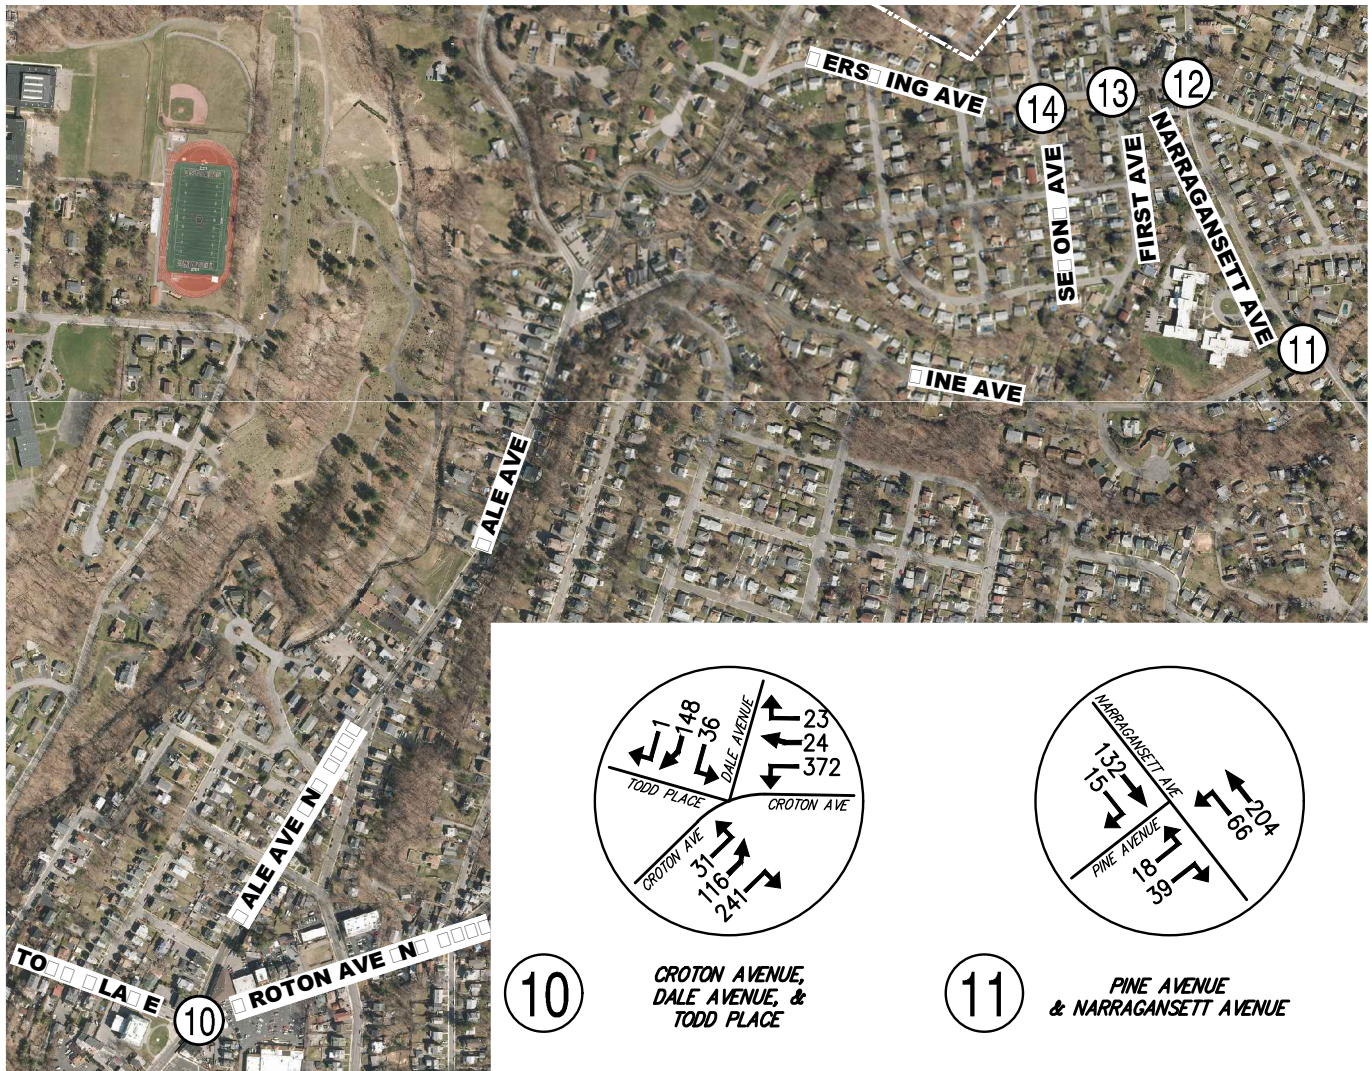 □ERS□ING AVE
14
13
12
NARRAGANSETT AVE
SE□ON□ AVE
FIRST AVE
11
□INE AVE
□ALE AVE
□ALE AVE N□ □□□□
TO□□ □LA□E
10
□ROTON AVE N□ □□□□
1
148
36
DALE AVENUE
23
24
372
TODD PLACE
CROTON AVE
CROTON AVE
31
116
241
10
CROTON AVENUE,
DALE AVENUE, &
TODD PLACE
NARRAGANSETT AVE
132
15
204
66
PINE AVENUE
18
39
11
PINE AVENUE
& NARRAGANSETT AVENUE